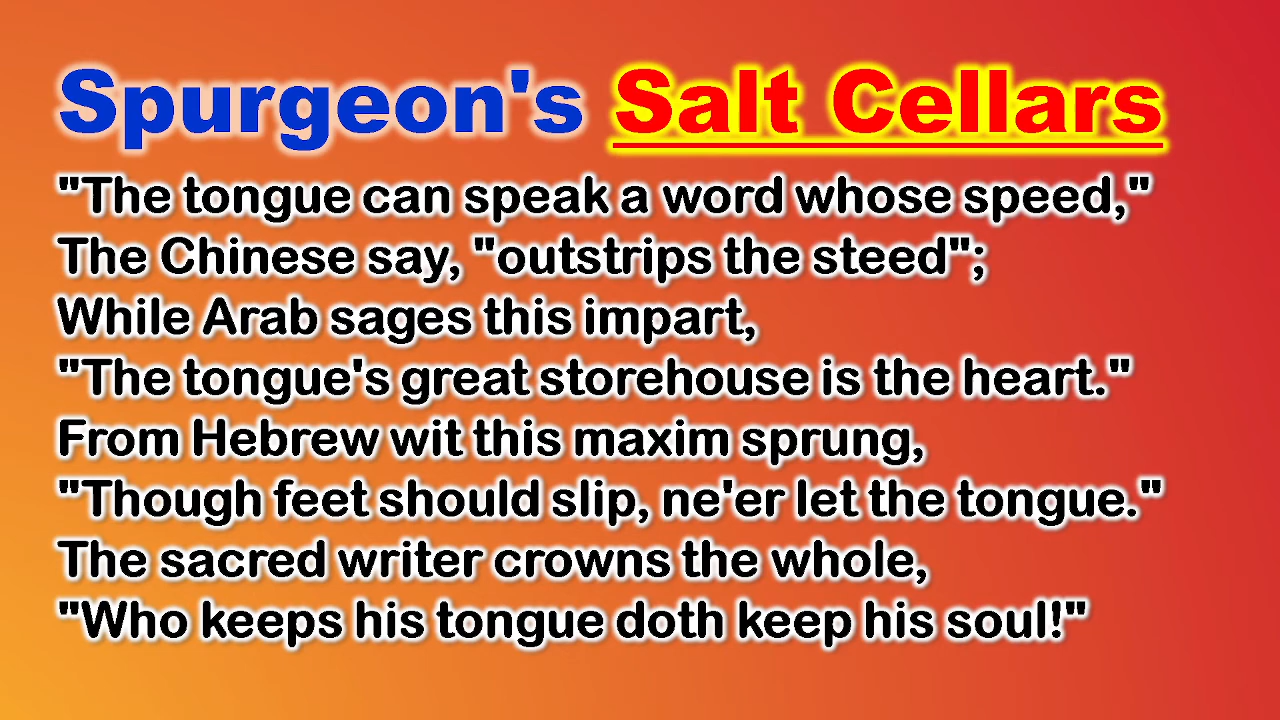 Spurgeon's Salt Cellars
"The tongue can speak a word whose speed,"
The Chinese say, "outstrips the steed";
While Arab sages this impart,
"The tongue's great storehouse is the heart."
From Hebrew wit this maxim sprung,
"Though feet should slip, ne'er let the tongue."
The sacred writer crowns the whole,
"Who keeps his tongue doth keep his soul!"